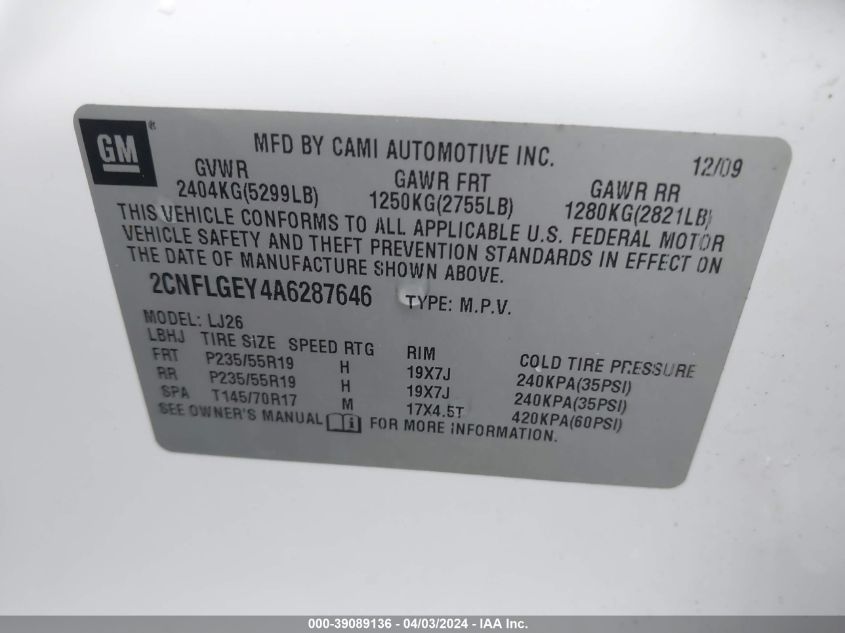 GM®
MFD BY CAMI AUTOMOTIVE INC. 12/09
GVWR GAWR FRT GAWR RR
2404KG(5299LB) 1250KG(2755LB) 1280KG(2821LB)
THIS VEHICLE CONFORMS TO ALL APPLICABLE U.S. FEDERAL MOTOR
VEHICLE SAFETY AND THEFT PREVENTION STANDARDS IN EFFECT ON
THE DATE OF MANUFACTURE SHOWN ABOVE.
2CNFLGEY4A6287646 TYPE: M.P.V.
MODEL: LJ26
LBHJ TIRE SIZE SPEED RTG RIM COLD TIRE PRESSURE
FRT P235/55R19 H 19X7J 240KPA(35PSI)
RR P235/55R19 H 19X7J 240KPA(35PSI)
SPA T145/70R17 M 17X4.5T 420KPA(60PSI)
SEE OWNER'S MANUAL FOR MORE INFORMATION.
000-39089136 - 04/03/2024 - IAA Inc.